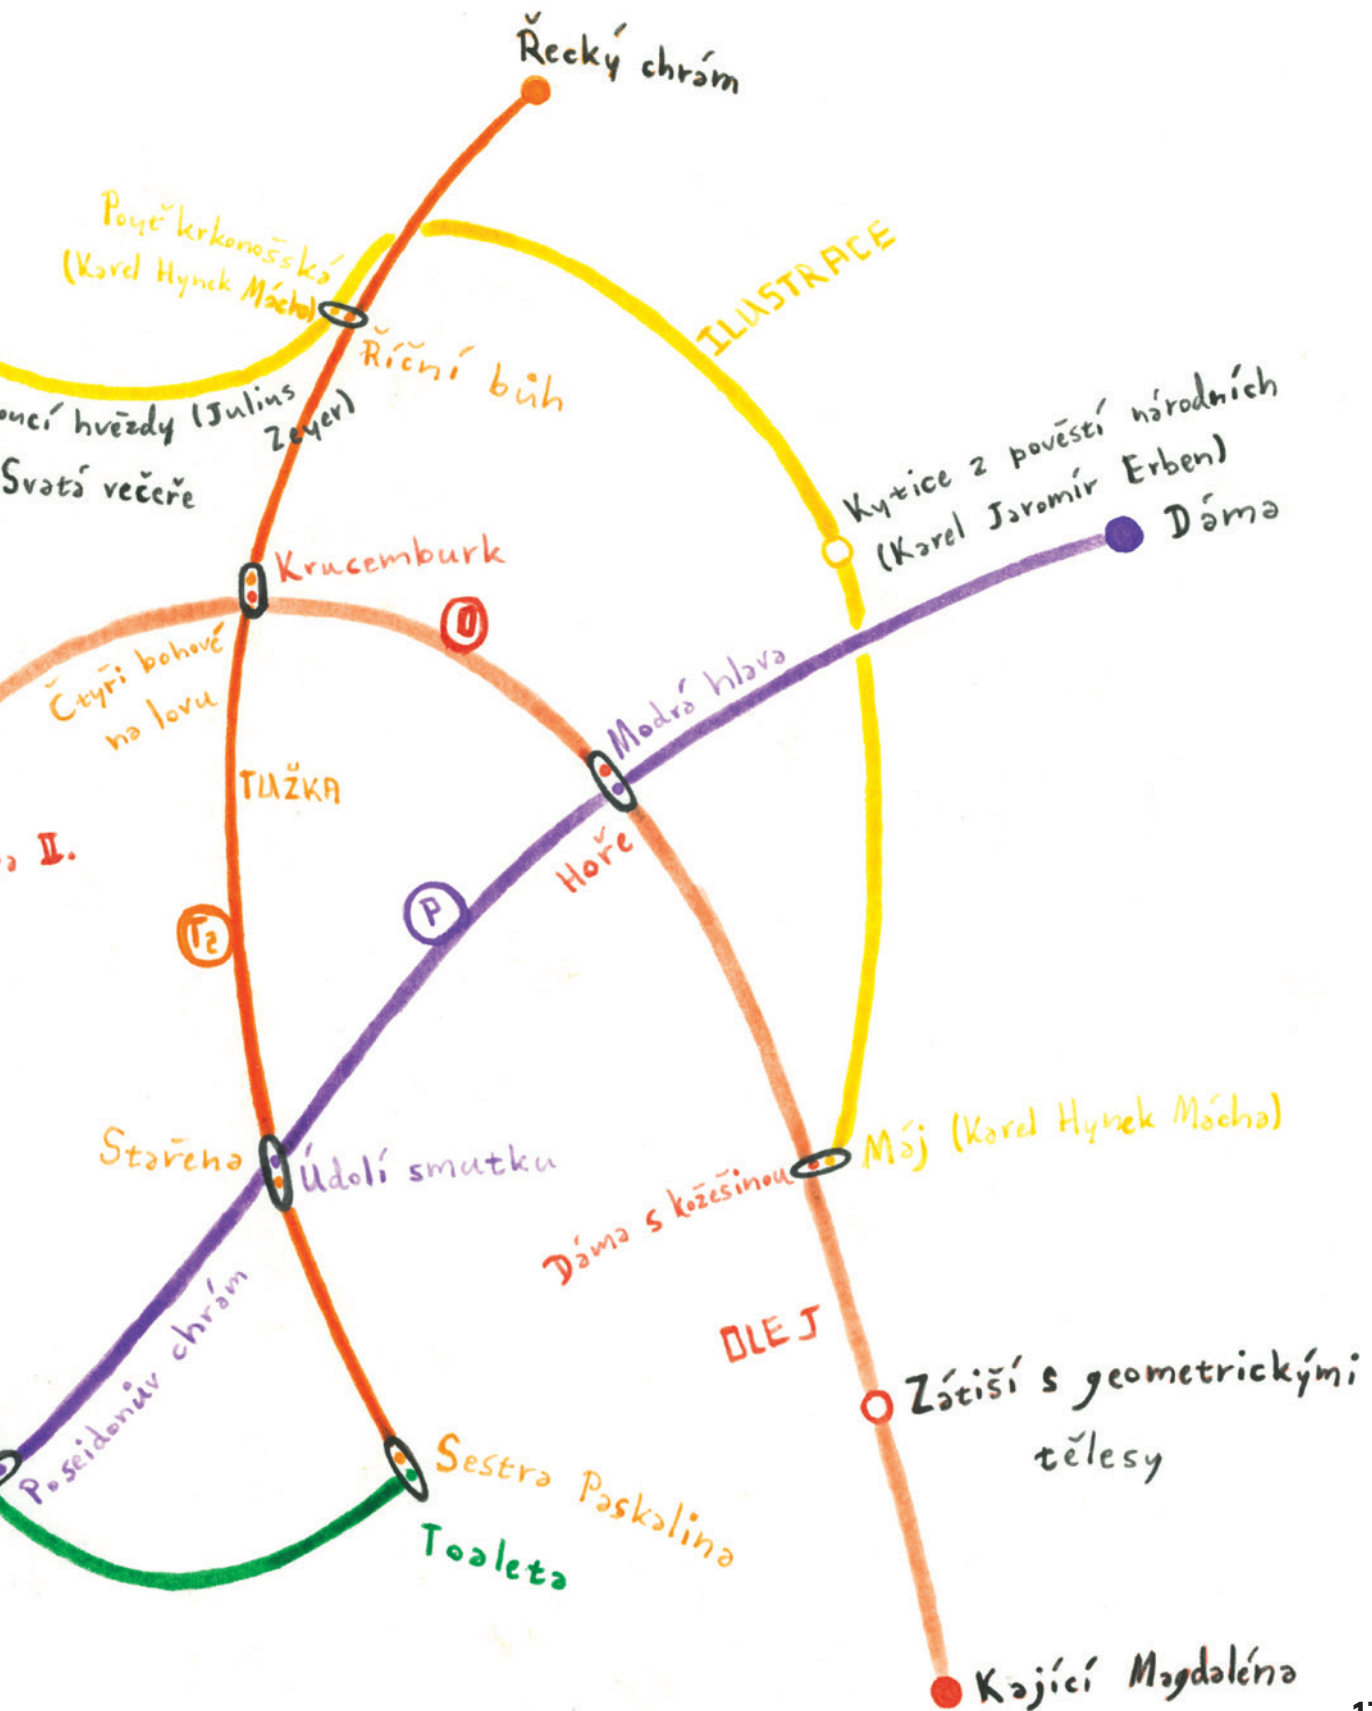 Řecký chrám
Pouť krkonošská
(Karel Hynek Mácha)
ILUSTRACE
Říční bůh
hvězdy (Julius
Zeyer)
Svatá večeře
Kytice z pověstí národních
(Karel Jaromír Erben)
Dáma
Krucemburk
O
Čtyři bohové
na lovu
Modrá hlava
TUŽKA
II.
Hoře
P
T2
Stařena
Údolí smutku
Máj (Karel Hynek Mácha)
Dáma s kožešinou
Poseidonův chrám
OLEJ
Zátiší s geometrickými
tělesy
Sestra Paskalina
Toaleta
Kající Magdaléna